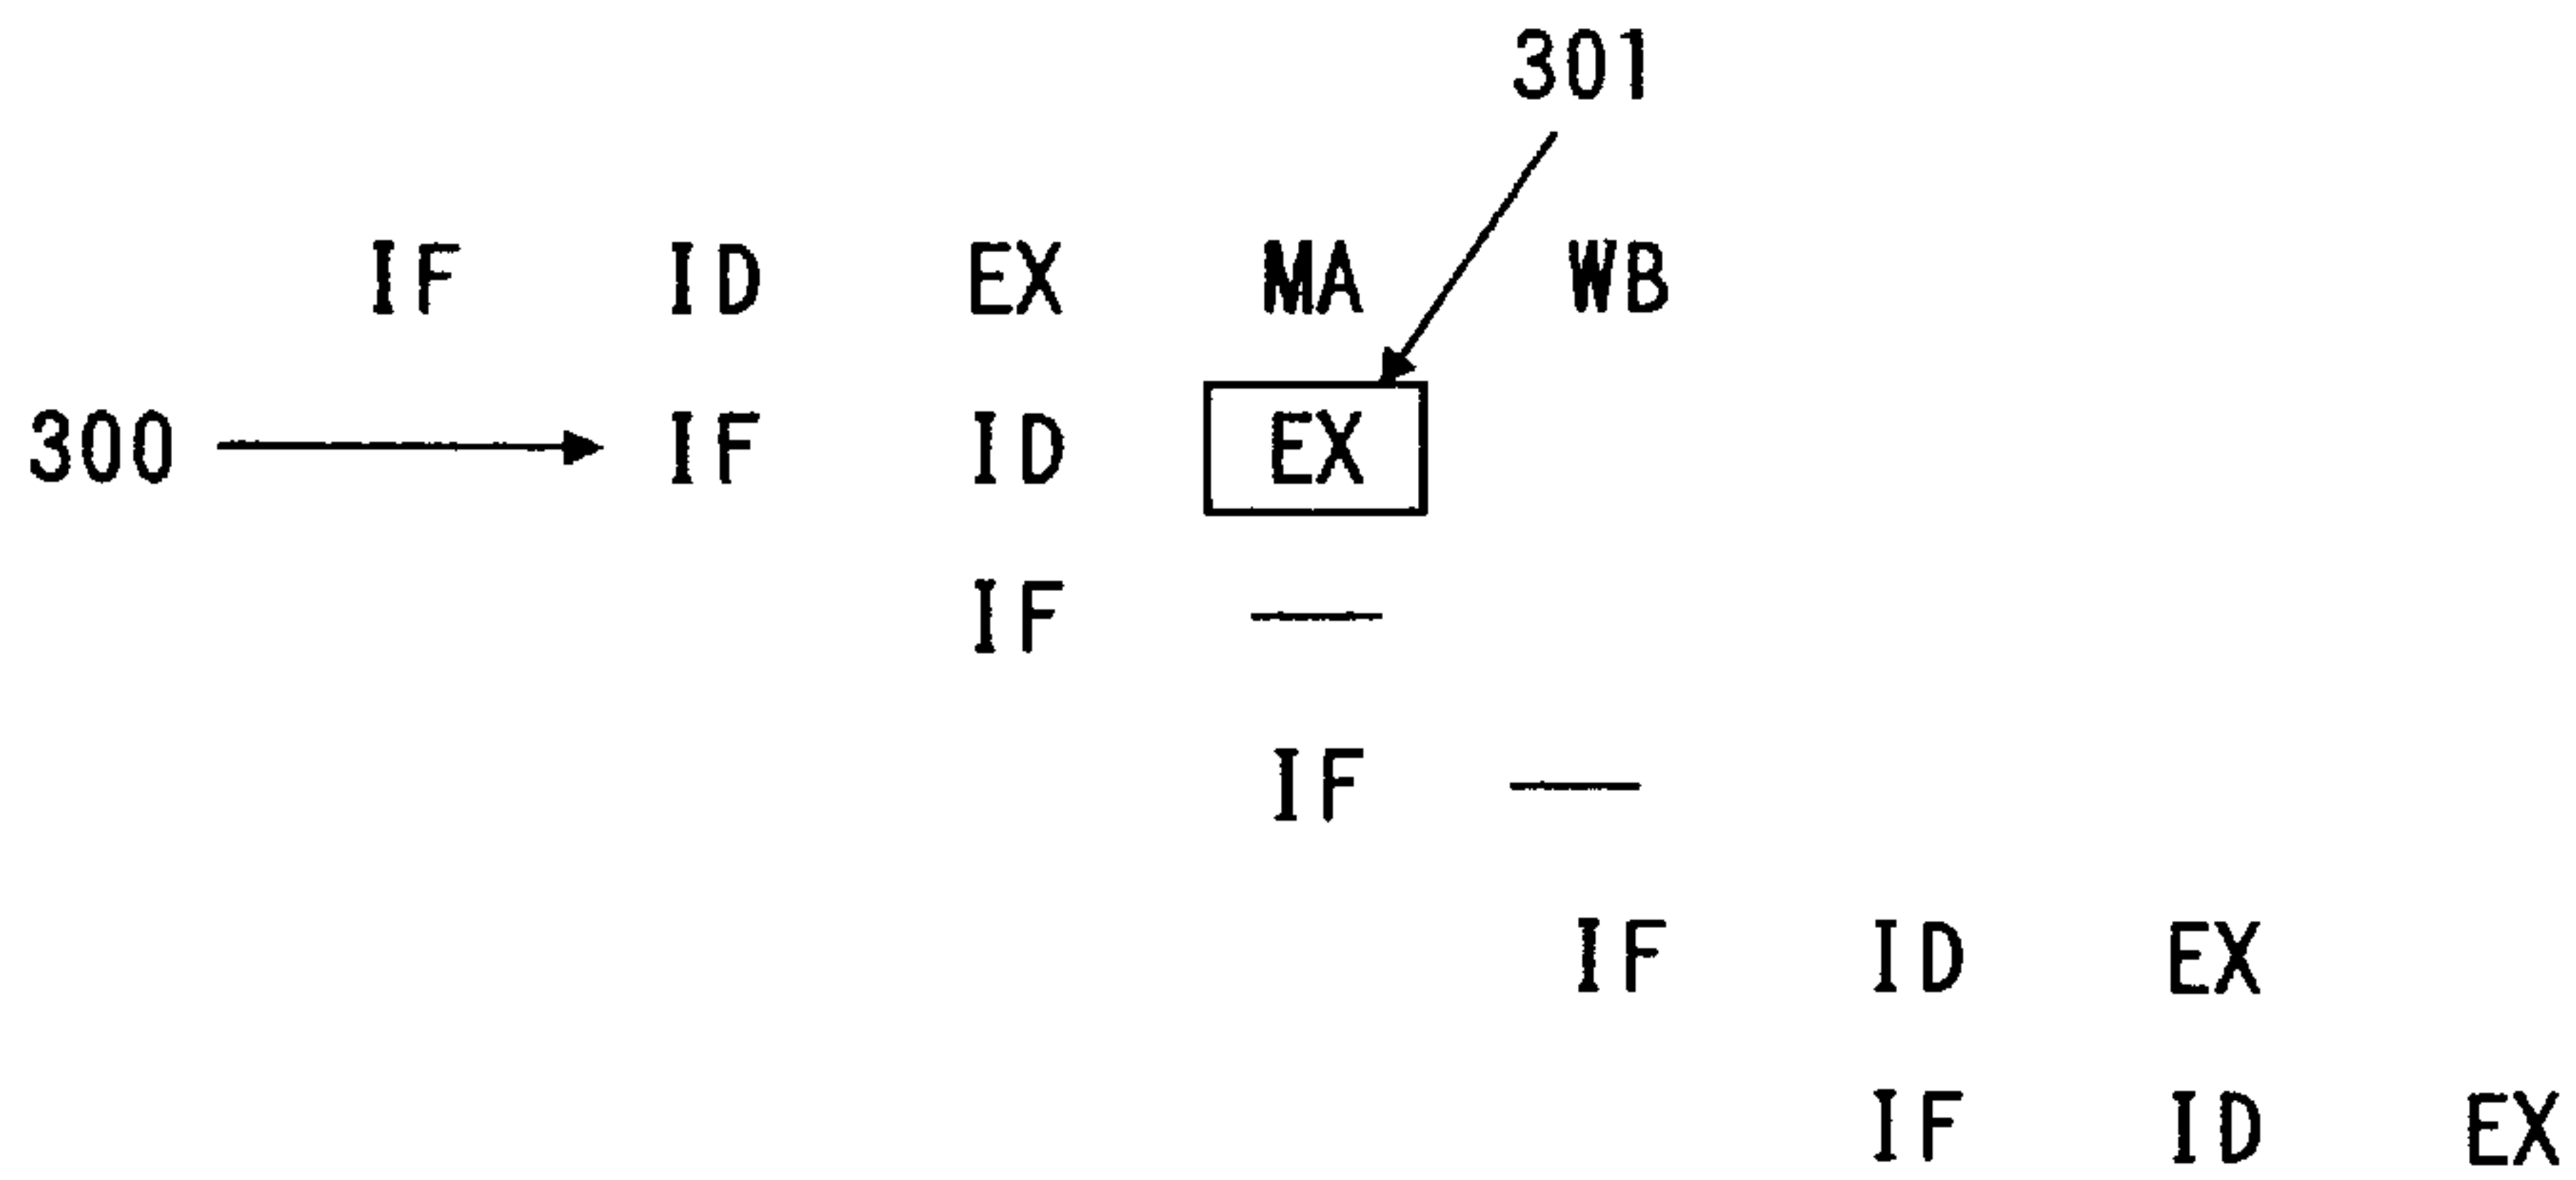 301
IF ID EX MA WB
300 IF ID EX
IF —
IF —
IF ID EX
IF ID EX